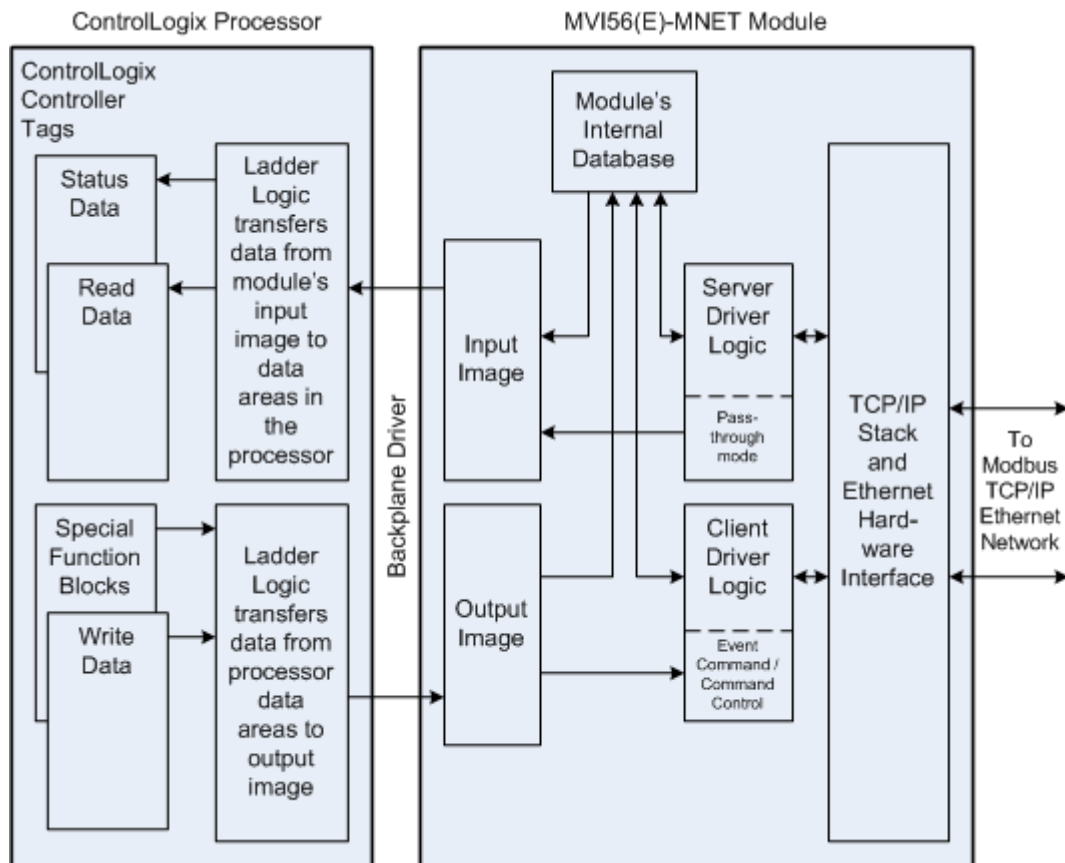 ControlLogix Processor
MVI56(E)-MNET Module
ControlLogix
Controller
Tags
Status
Data
Read
Data
Ladder
Logic
transfers
data from
module's
input
image to
data
areas in
the
processor
Special
Function
Blocks
Write
Data
Ladder
Logic
transfers
data from
processor
data
areas to
output
image
Backplane Driver
Module's
Internal
Database
Input
Image
Output
Image
Server
Driver
Logic
Pass-
through
mode
Client
Driver
Logic
Event
Command /
Command
Control
TCP/IP
Stack
and
Ethernet
Hard-
ware
Interface
To
Modbus
TCP/IP
Ethernet
Network